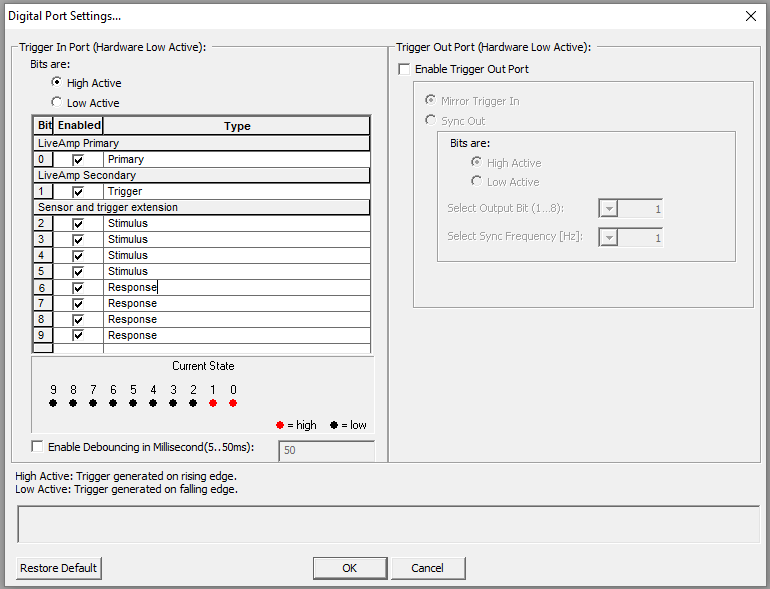 Digital Port Settings...
Trigger In Port (Hardware Low Active):
Bits are:
High Active
Low Active
Bit Enabled Type
LiveAmp Primary
0 Primary
LiveAmp Secondary
1 Trigger
Sensor and trigger extension
2 Stimulus
3 Stimulus
4 Stimulus
5 Stimulus
6 Response
7 Response
8 Response
9 Response
Current State
9 8 7 6 5 4 3 2 1 0
= high = low
Enable Debouncing in Millisecond(5..50ms): 50
Trigger Out Port (Hardware Low Active):
Enable Trigger Out Port
Mirror Trigger In
Sync Out
Bits are:
High Active
Low Active
Select Output Bit (1...8): 1
Select Sync Frequency [Hz]: 1
High Active: Trigger generated on rising edge.
Low Active: Trigger generated on falling edge.
Restore Default OK Cancel